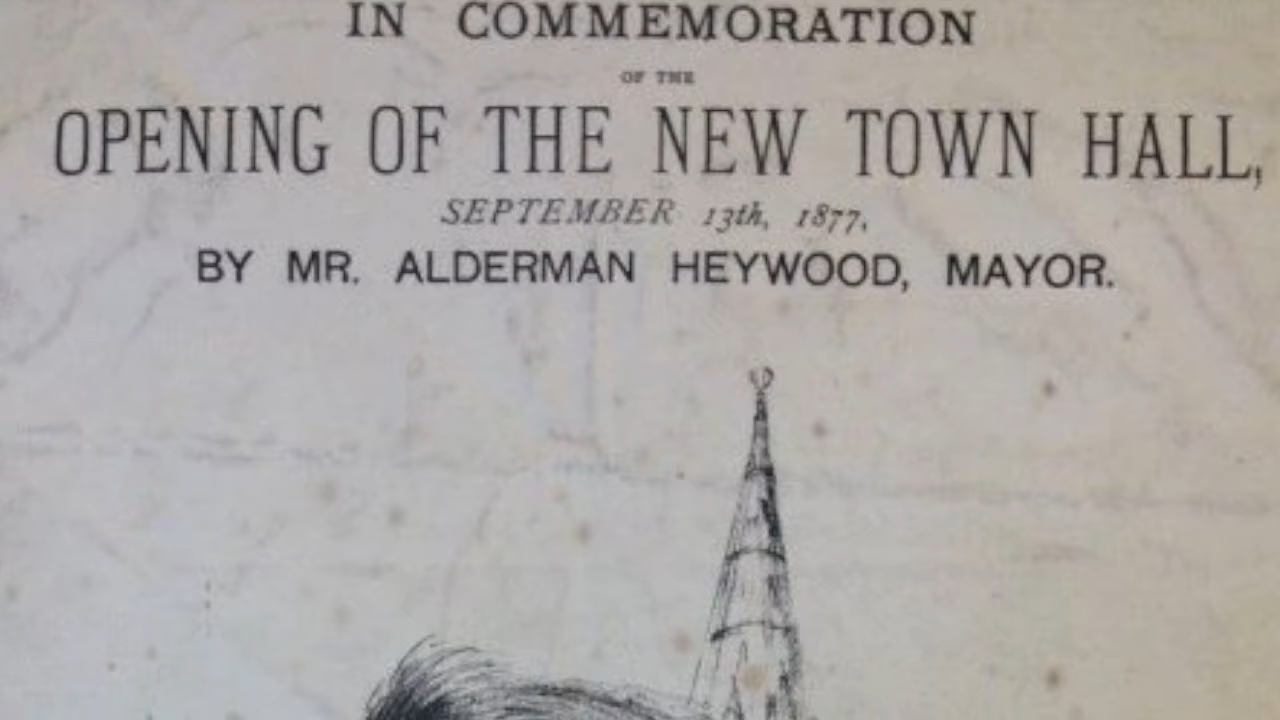 IN COMMEMORATION
OF THE
OPENING OF THE NEW TOWN HALL,
SEPTEMBER 13th, 1877,
BY MR. ALDERMAN HEYWOOD, MAYOR.